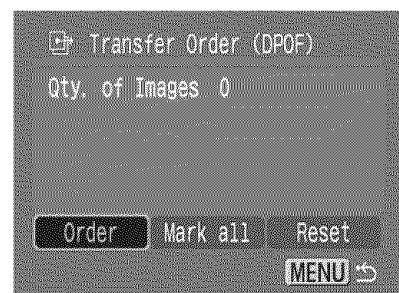 Transfer Order (DPOF)
Qty. of Images 0
Order Mark all Reset
MENU